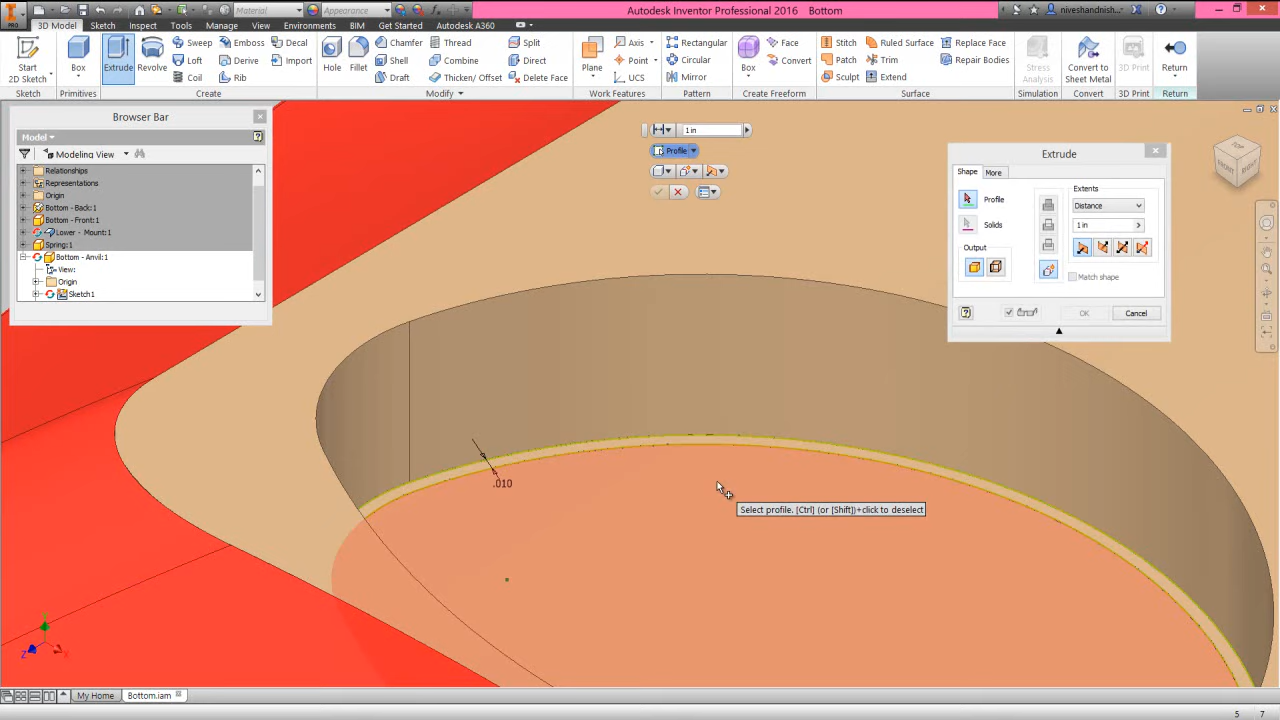 PRO
Material
Appearance
Autodesk Inventor Professional 2016 Bottom
niveshandnish...
3D Model Sketch Inspect Tools Manage View Environments BIM Get Started Autodesk A360
Start
2D Sketch
Box
Extrude
Revolve
Sweep
Loft
Coil
Emboss
Derive
Rib
Decal
Import
Hole
Fillet
Chamfer
Shell
Draft
Thread
Combine
Thicken/ Offset
Split
Direct
Delete Face
Plane
Axis
Point
UCS
Rectangular
Circular
Mirror
Box
Face
Convert
Stitch
Patch
Sculpt
Ruled Surface
Trim
Extend
Replace Face
Repair Bodies
Stress
Analysis
Convert to
Sheet Metal
3D Print
Return
Sketch Primitives Create Modify Work Features Pattern Create Freeform Surface Simulation Convert 3D Print Return
Browser Bar
Model
Modeling View
Relationships
Representations
Origin
Bottom - Back:1
Bottom - Front:1
Lower - Mount:1
Spring:1
Bottom - Anvil:1
View:
Origin
Sketch1
1 in
Profile
Extrude
Shape More
Profile
Solids
Output
Extents
Distance
1 in
Match shape
OK Cancel
TOP
FRONT
RIGHT
.010
Select profile. [Ctrl] (or [Shift])+click to deselect
Y
Z
X
My Home Bottom.iam
5 7